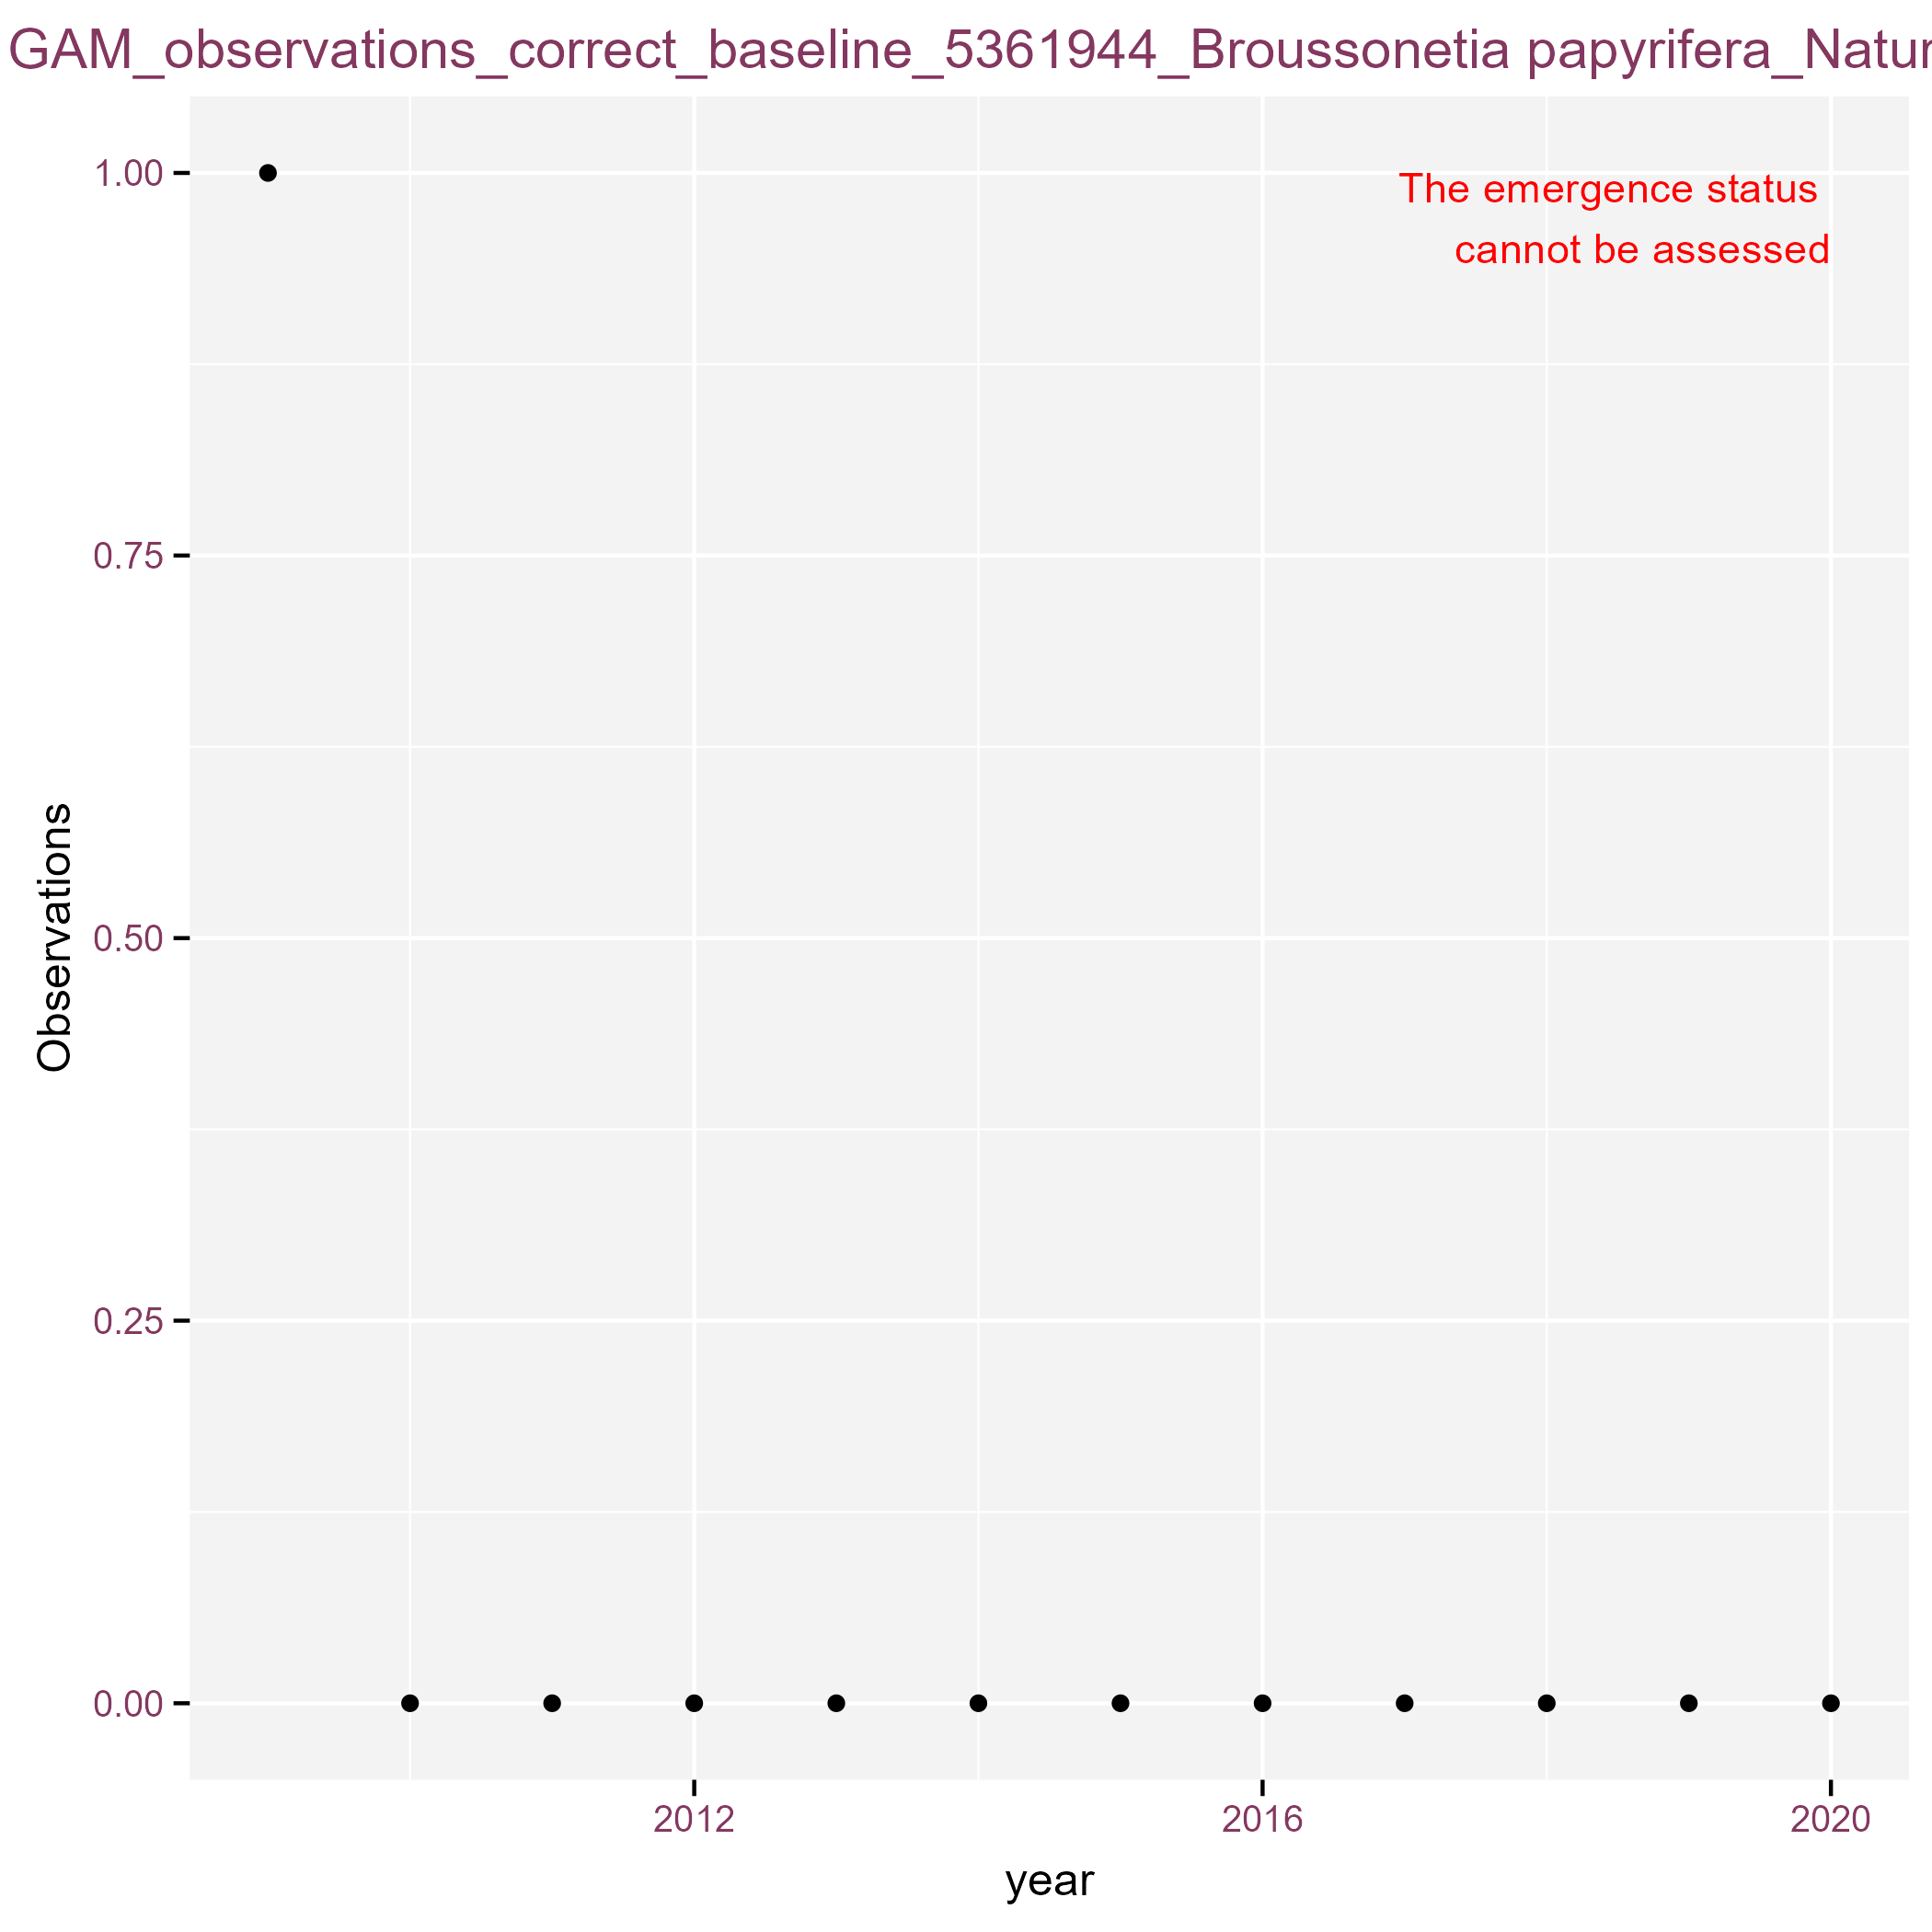 GAM_observations_correct_baseline_5361944_Broussonetia papyrifera_Natur
The emergence status
cannot be assessed
1.00
0.75
0.50
0.25
0.00
Observations
2012
2016
2020
year